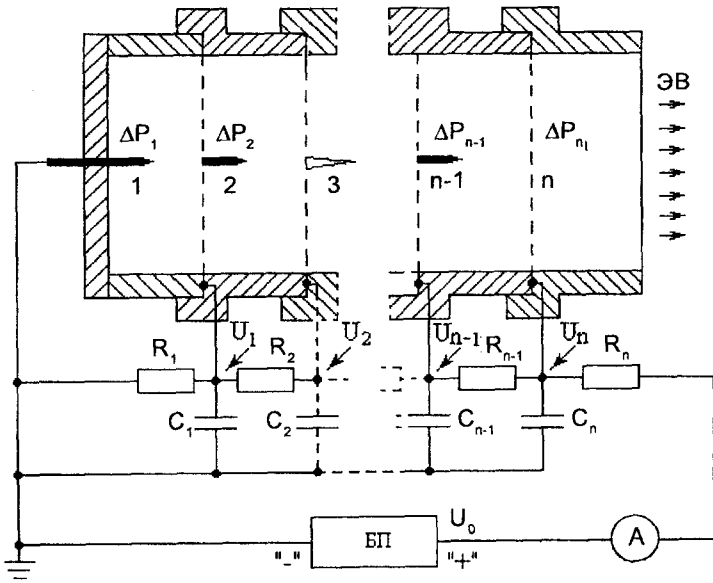 ЭВ
ΔP₁ ΔP₂ ΔPₙ₋₁ ΔPₙ₁
1 2 3 n-1 n
U₁ U₂ Uₙ₋₁ Uₙ
R₁ R₂ Rₙ₋₁ Rₙ
C₁ C₂ Cₙ₋₁ Cₙ
БП U₀ A
"-" "+"